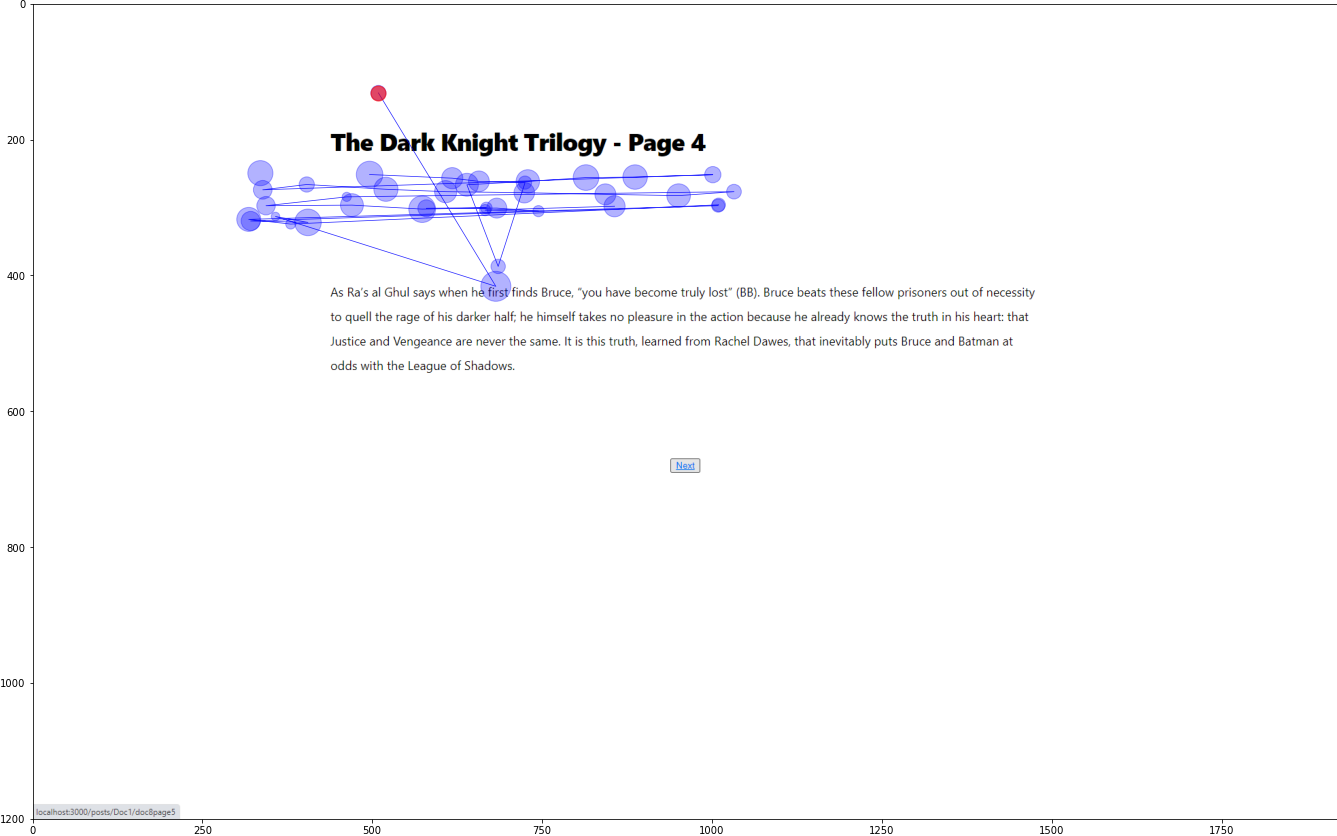 0
200
The Dark Knight Trilogy - Page 4
400
As Ra's al Ghul says when he first finds Bruce, "you have become truly lost" (BB). Bruce beats these fellow prisoners out of necessity
to quell the rage of his darker half; he himself takes no pleasure in the action because he already knows the truth in his heart: that
Justice and Vengeance are never the same. It is this truth, learned from Rachel Dawes, that inevitably puts Bruce and Batman at
odds with the League of Shadows.
600
Next
800
1000
localhost:3000/posts/Doc1/doc8page5
1200
0 250 500 750 1000 1250 1500 1750